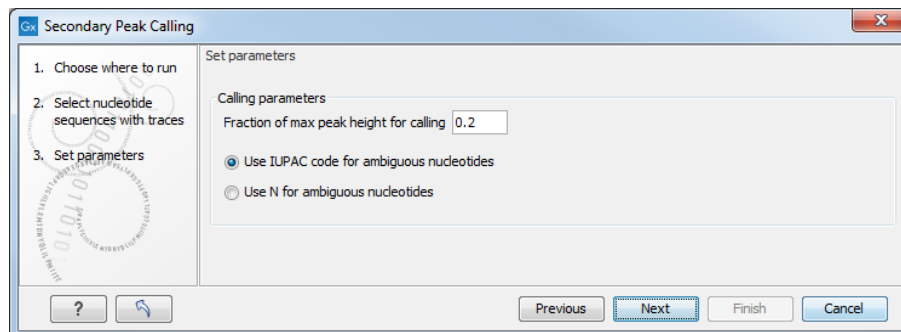 Gx Secondary Peak Calling
1. Choose where to run
2. Select nucleotide
sequences with traces
3. Set parameters
Set parameters
Calling parameters
Fraction of max peak height for calling 0.2
Use IUPAC code for ambiguous nucleotides
Use N for ambiguous nucleotides
? Previous Next Finish Cancel